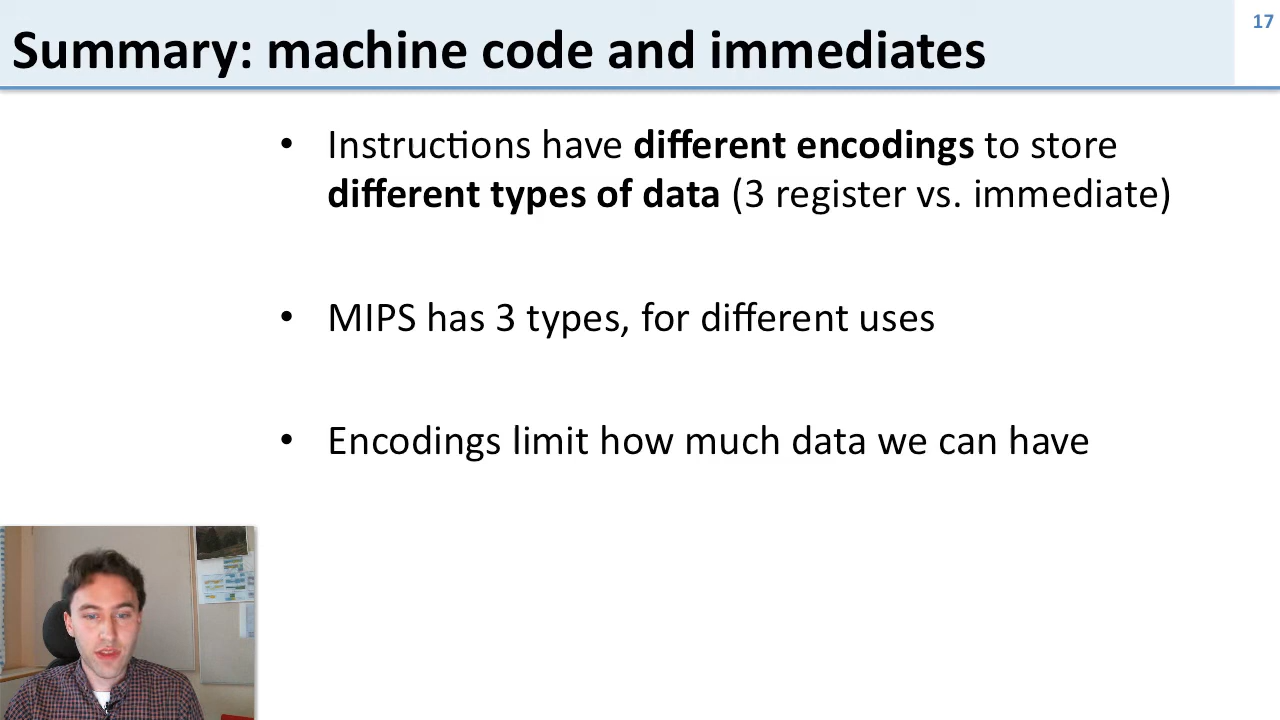 17
Summary: machine code and immediates
• Instructions have different encodings to store
different types of data (3 register vs. immediate)
• MIPS has 3 types, for different uses
• Encodings limit how much data we can have